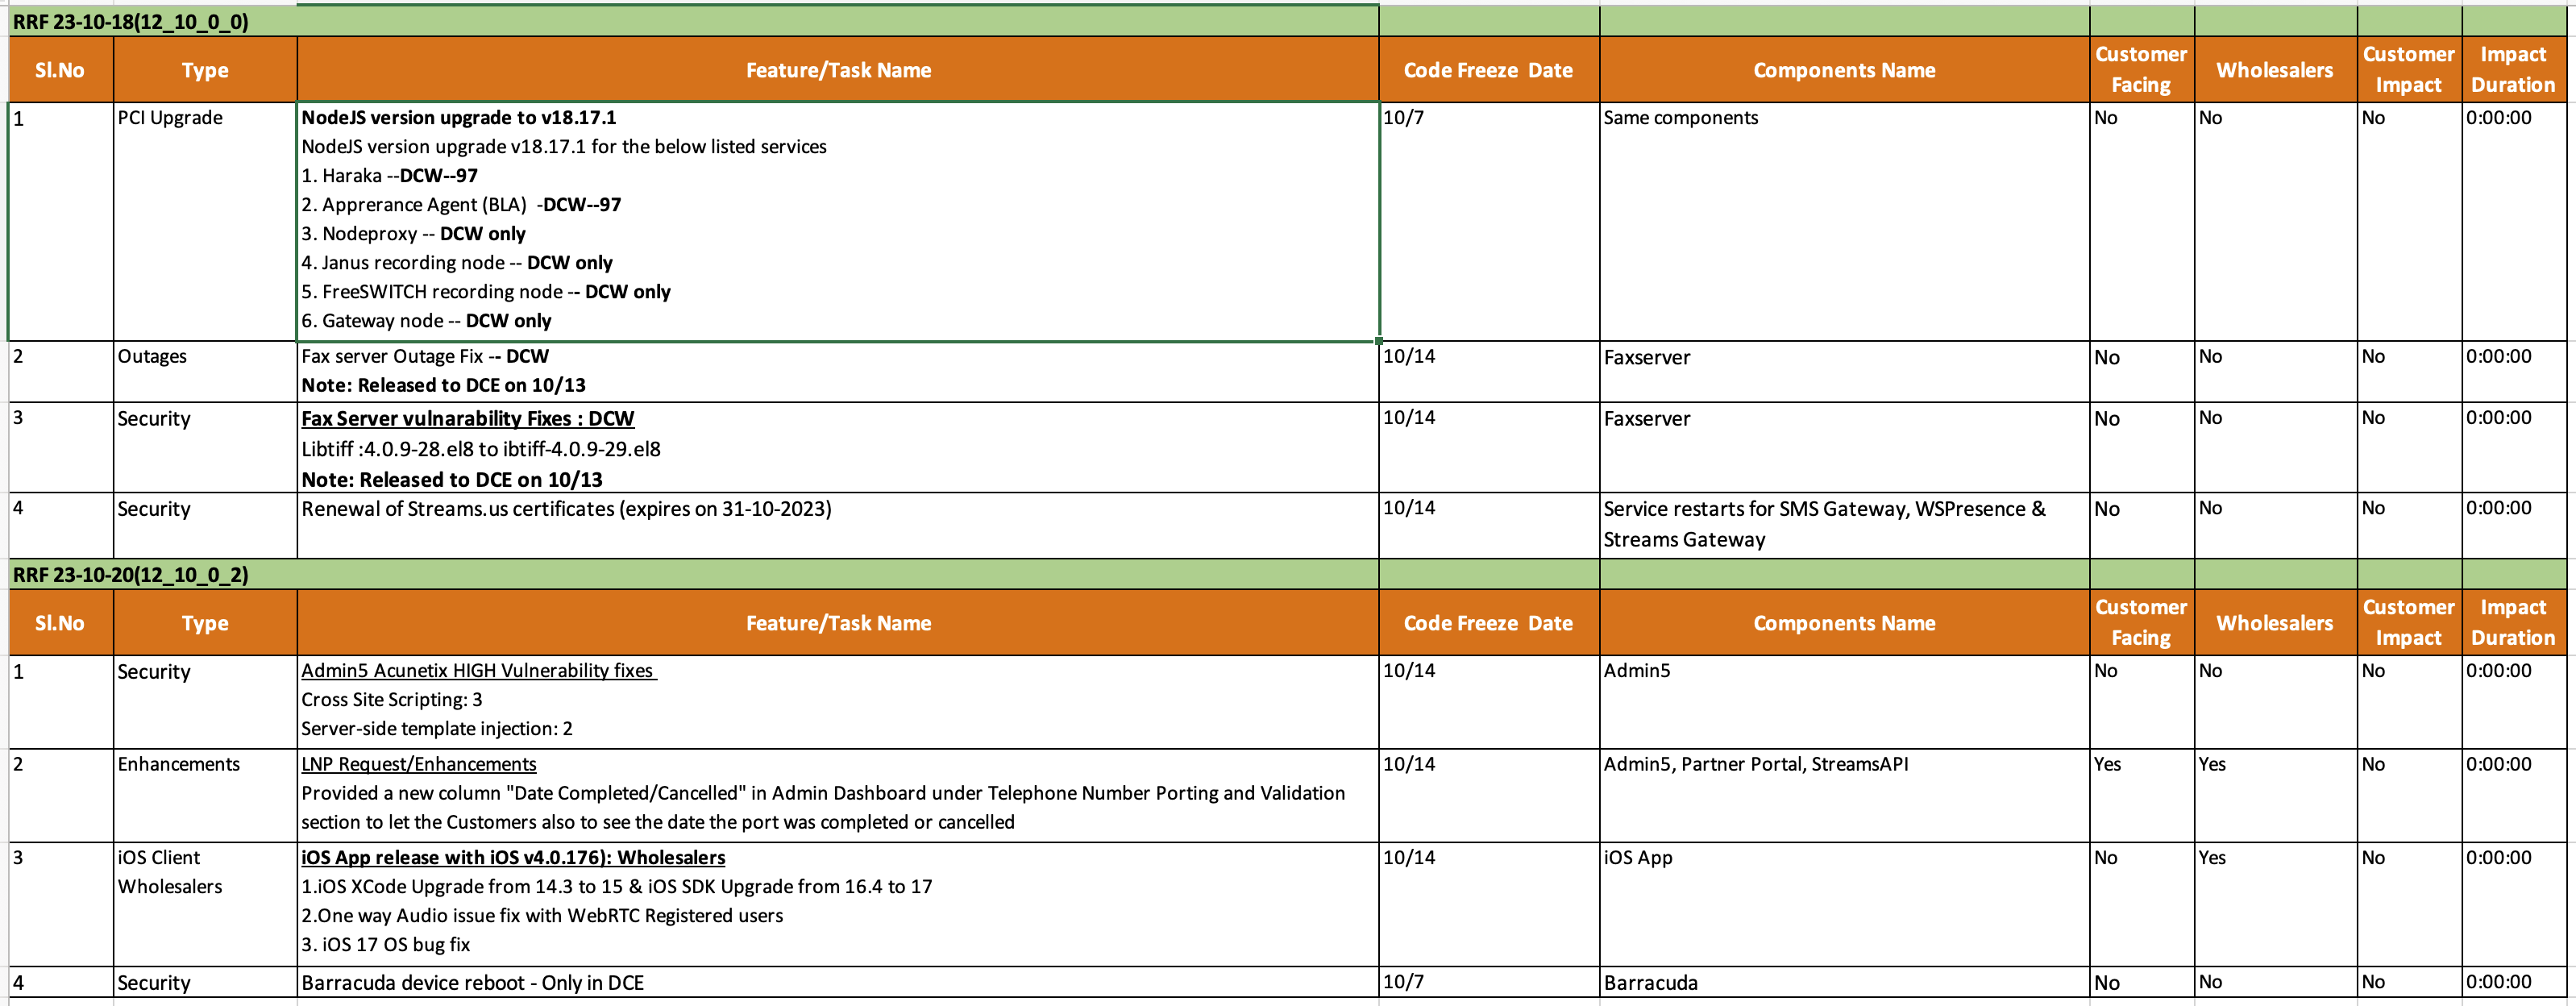 RRF 23-10-18(12_10_0_0)
Sl.No Type Feature/Task Name Code Freeze  Date Components Name Customer Facing Wholesalers Customer Impact Impact Duration
1 PCI Upgrade NodeJS version upgrade to v18.17.1 10/7 Same components No No No 0:00:00
NodeJS version upgrade v18.17.1 for the below listed services
1. Haraka --DCW--97
2. Apprerance Agent (BLA)  -DCW--97
3. Nodeproxy -- DCW only
4. Janus recording node -- DCW only
5. FreeSWITCH recording node -- DCW only
6. Gateway node -- DCW only
2 Outages Fax server Outage Fix -- DCW 10/14 Faxserver No No No 0:00:00
Note: Released to DCE on 10/13
3 Security Fax Server vulnarability Fixes : DCW 10/14 Faxserver No No No 0:00:00
Libtiff :4.0.9-28.el8 to ibtiff-4.0.9-29.el8
Note: Released to DCE on 10/13
4 Security Renewal of Streams.us certificates (expires on 31-10-2023) 10/14 Service restarts for SMS Gateway, WSPresence & No No No 0:00:00
Streams Gateway
RRF 23-10-20(12_10_0_2)
Sl.No Type Feature/Task Name Code Freeze  Date Components Name Customer Facing Wholesalers Customer Impact Impact Duration
1 Security Admin5 Acunetix HIGH Vulnerability fixes 10/14 Admin5 No No No 0:00:00
Cross Site Scripting: 3
Server-side template injection: 2
2 Enhancements LNP Request/Enhancements 10/14 Admin5, Partner Portal, StreamsAPI Yes Yes No 0:00:00
Provided a new column "Date Completed/Cancelled" in Admin Dashboard under Telephone Number Porting and Validation
section to let the Customers also to see the date the port was completed or cancelled
3 iOS Client iOS App release with iOS v4.0.176): Wholesalers 10/14 iOS App No Yes No 0:00:00
Wholesalers 1.iOS XCode Upgrade from 14.3 to 15 & iOS SDK Upgrade from 16.4 to 17
2.One way Audio issue fix with WebRTC Registered users
3. iOS 17 OS bug fix
4 Security Barracuda device reboot - Only in DCE 10/7 Barracuda No No No 0:00:00